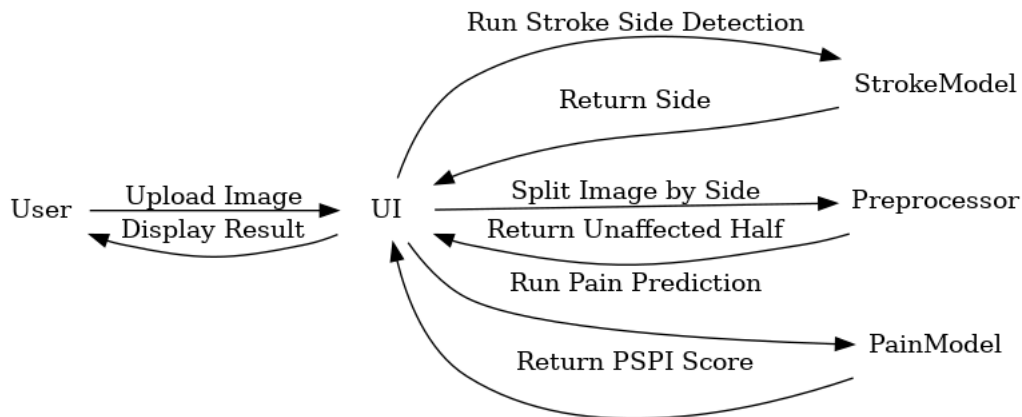 Run Stroke Side Detection
StrokeModel
Return Side
User
Upload Image
UI
Split Image by Side
Preprocessor
Display Result
Return Unaffected Half
Run Pain Prediction
PainModel
Return PSPI Score